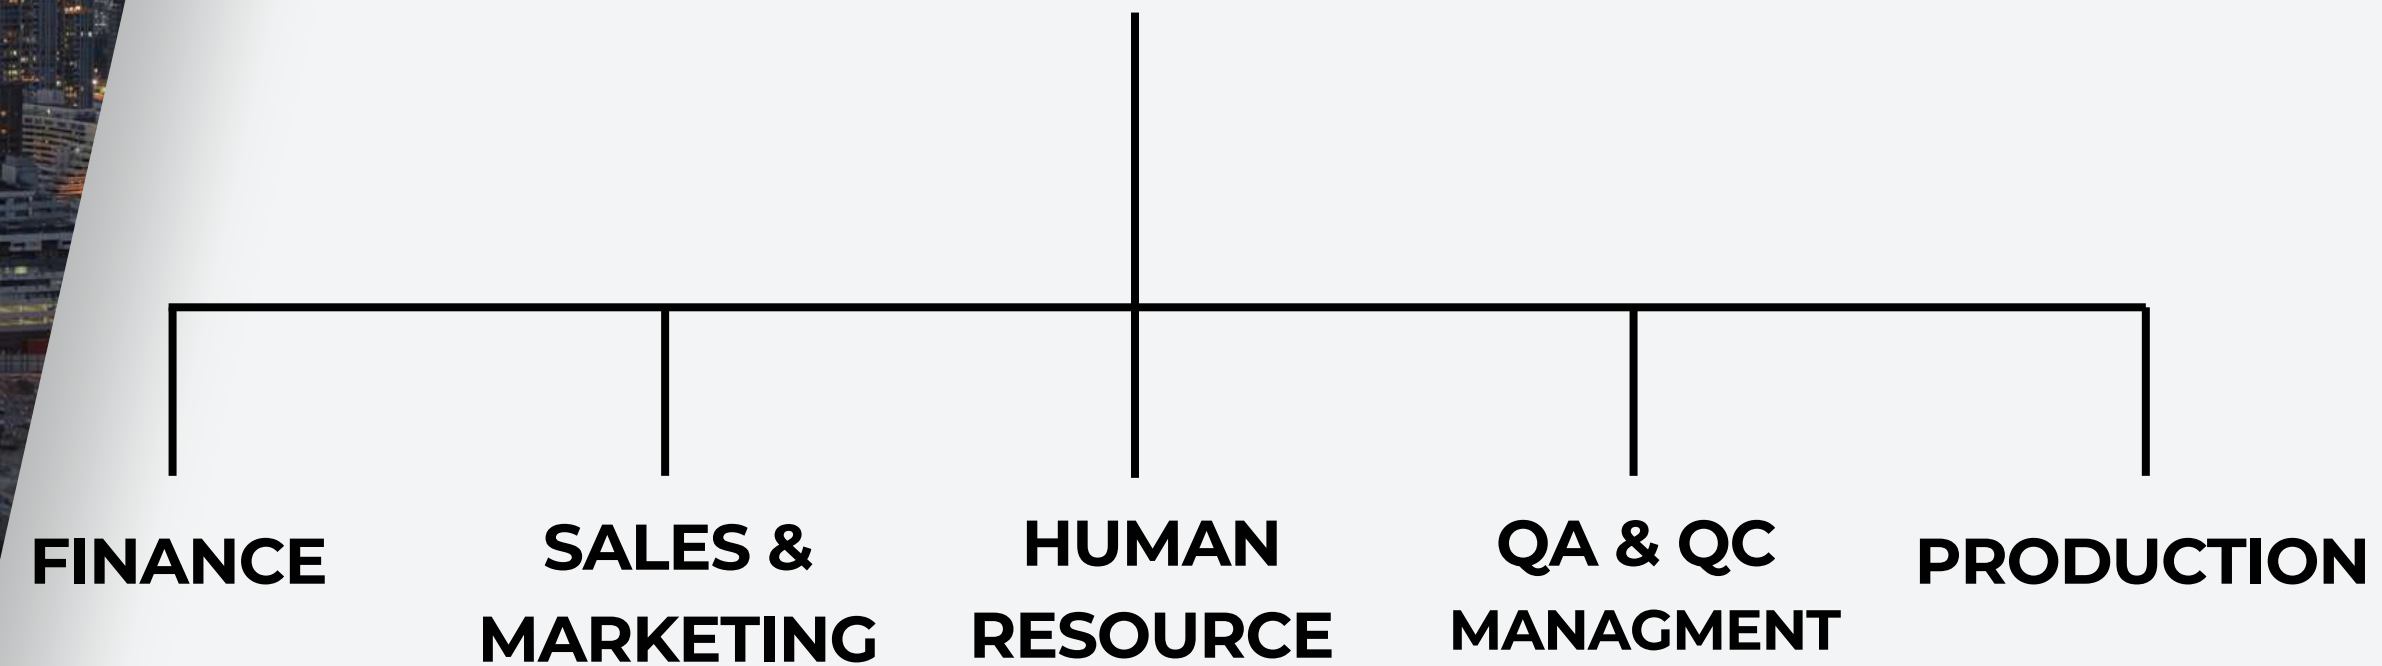 FINANCE
SALES &
MARKETING
HUMAN
RESOURCE
QA & QC
MANAGMENT
PRODUCTION